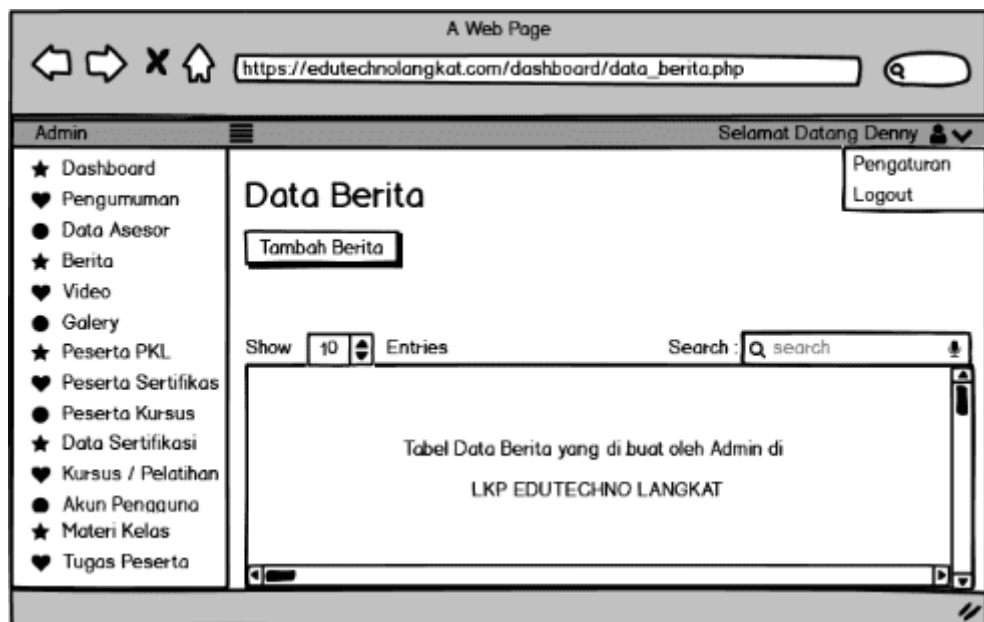 A Web Page
https://edutechnolangkat.com/dashboard/data_berita.php
Admin
Selamat Datang Denny
Pengaturan
Logout
Dashboard
Pengumuman
Data Asesor
Berita
Video
Galery
Peserta PKL
Peserta Sertifikas
Peserta Kursus
Data Sertifikasi
Kursus / Pelatihan
Akun Pengguna
Materi Kelas
Tugas Peserta
Data Berita
Tambah Berita
Show 10 Entries
Search : search
Tabel Data Berita yang di buat oleh Admin di
LKP EDUTECHNO LANGKAT